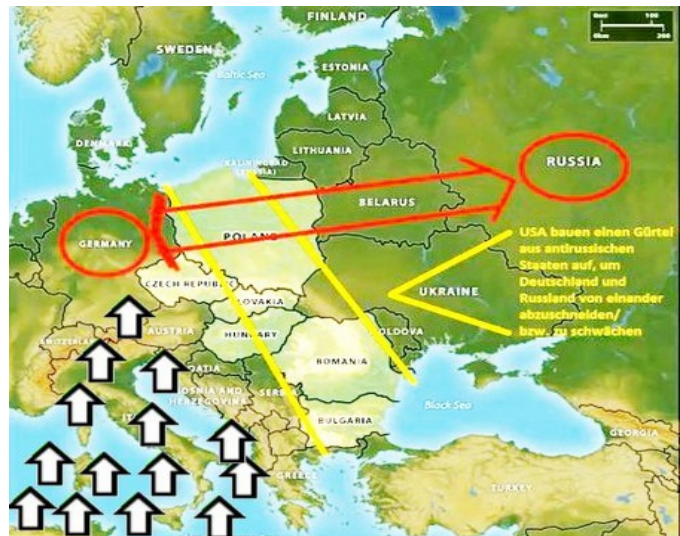 FINLAND
SWEDEN
Baltic Sea
ESTONIA
LATVIA
DENMARK
LITHUANIA
KALININGRAD
RUSSIA
BELARUS
GERMANY
POLAND
USA bauen einen Gürtel
aus antirussischen
Staaten auf, um
Deutschland und
Russland von einander
abzuschneiden/
bzw. zu schwächen
CZECH REPUBLIC
UKRAINE
SLOVAKIA
AUSTRIA
HUNGARY
MOLDOVA
ROMANIA
BOSNIA AND
HERZEGOVINA
Black Sea
BULGARIA
GEORGIA
GREECE
TURKEY